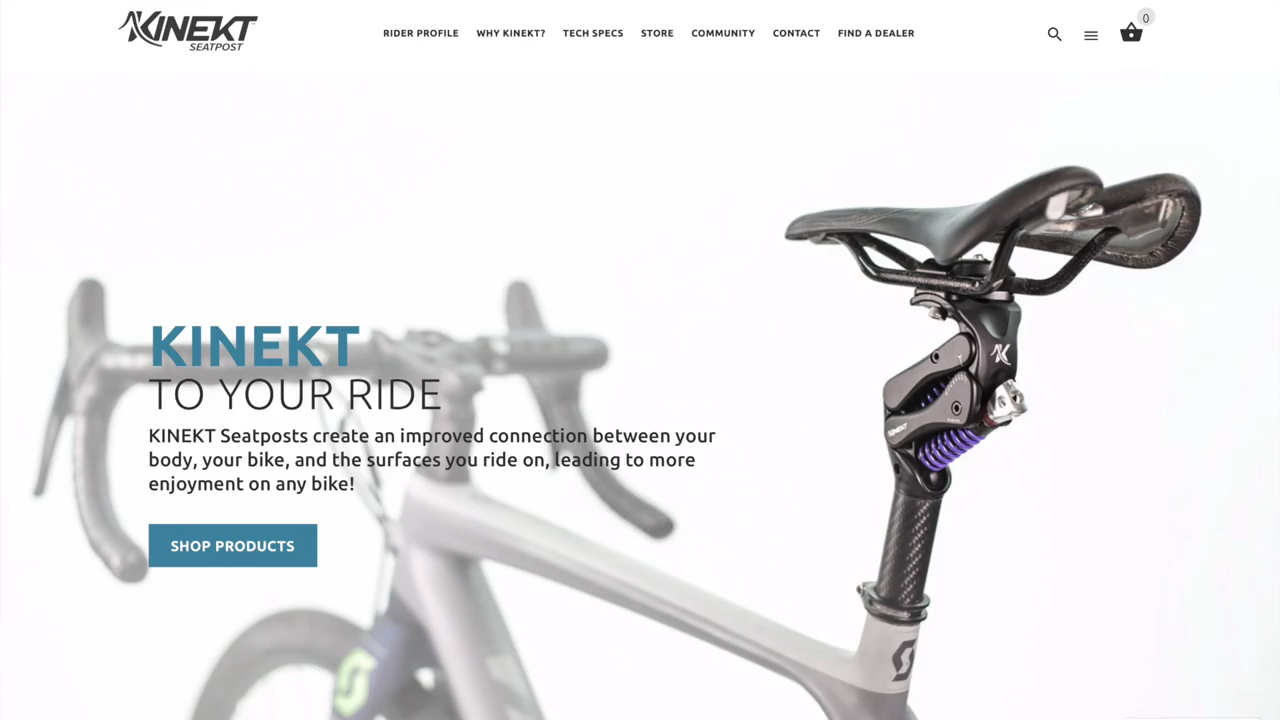 KINEKT
SEATPOST
RIDER PROFILE
WHY KINEKT?
TECH SPECS
STORE
COMMUNITY
CONTACT
FIND A DEALER
0
KINEKT
TO YOUR RIDE
KINEKT Seatposts create an improved connection between your
body, your bike, and the surfaces you ride on, leading to more
enjoyment on any bike!
SHOP PRODUCTS
KINEKT